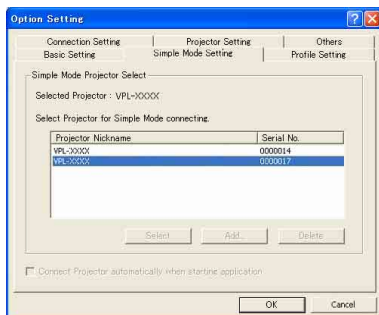 Option Setting
Connection Setting Projector Setting Others
Basic Setting Simple Mode Setting Profile Setting
Simple Mode Projector Select
Selected Projector : VPL-XXXX
Select Projector for Simple Mode connecting.
Projector Nickname Serial No.
VPL-XXXX 0000014
VPL-XXXX 0000017
Select Add... Delete
Connect Projector automatically when starting application
OK Cancel